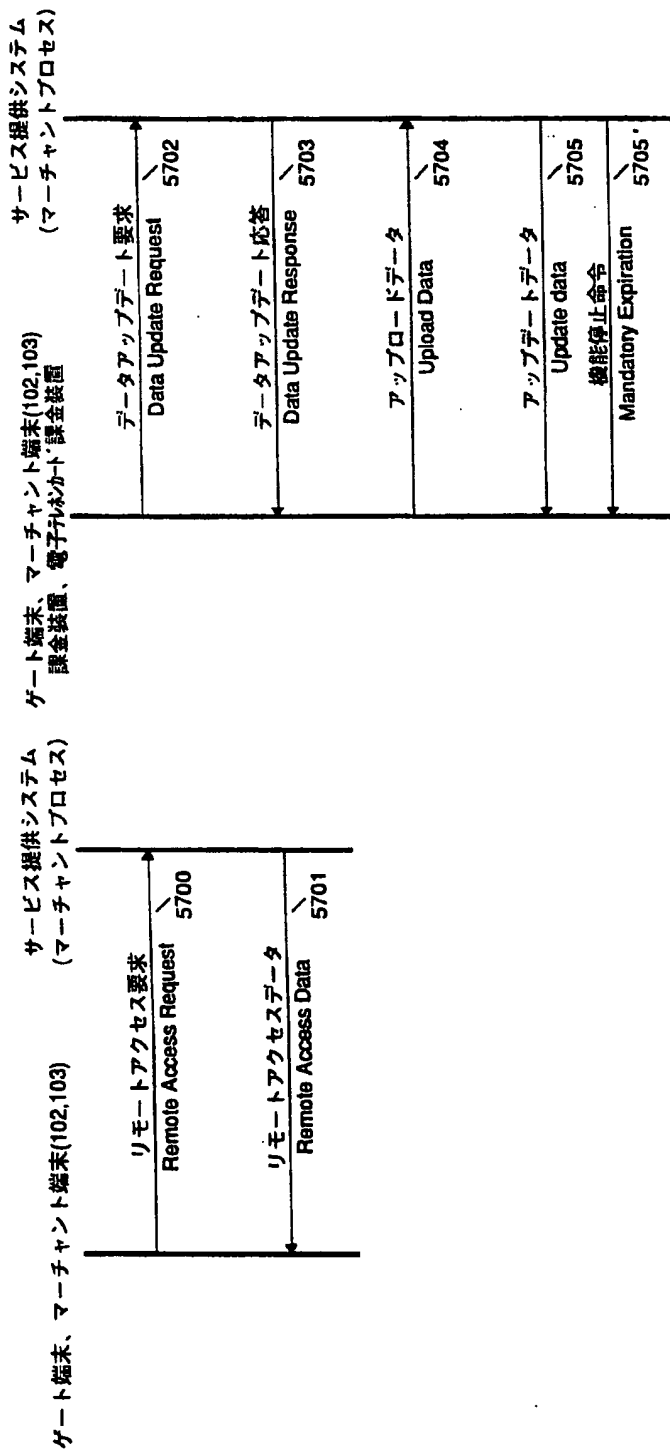 ゲート端末、マーチャント端末(102,103)
サービス提供システム
(マーチャントプロセス)
リモートアクセス要求
Remote Access Request
5700
リモートアクセスデータ
Remote Access Data
5701
ゲート端末、マーチャント端末(102,103)
課金装置、電子テレホンカード課金装置
サービス提供システム
(マーチャントプロセス)
データアップデート要求
Data Update Request
5702
データアップデート応答
Data Update Response
5703
アップロードデータ
Upload Data
5704
アップデートデータ
Update data
5705
機能停止命令
Mandatory Expiration
5705'